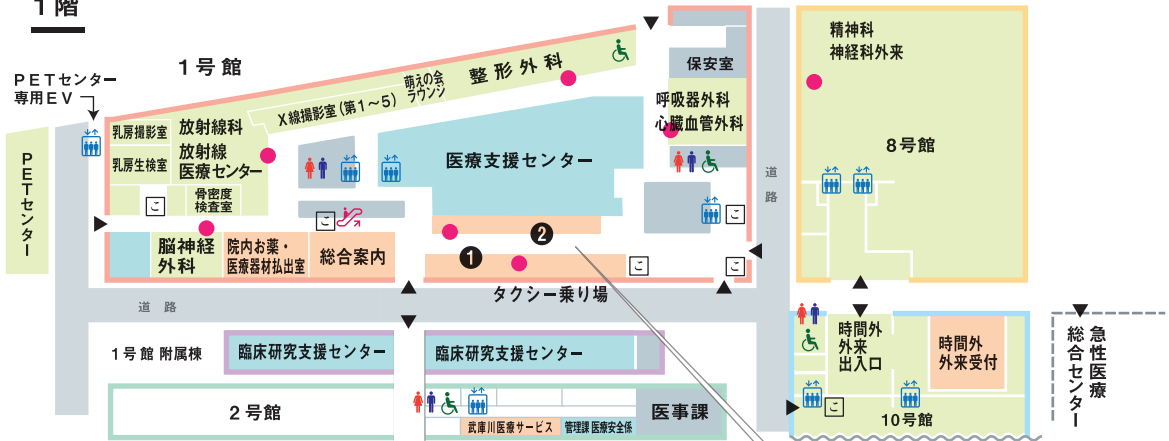 1階
PETセンター
専用EV
1号館
PETセンター
乳房撮影室
乳房生検室
放射線科
放射線
医療センター
骨密度
検査室
こ
X線撮影室(第1〜5)
萌えの会
ラウンジ
整形外科
保安室
呼吸器外科
心臓血管外科
医療支援センター
こ
こ
脳神経
外科
院内お薬・
医療器材払出室
総合案内
1
2
こ
こ
タクシー乗り場
道路
道路
精神科
神経科外来
8号館
1号館 附属棟
臨床研究支援センター
臨床研究支援センター
2号館
武庫川医療サービス
管理課 医療安全係
医事課
時間外
外来
出入口
時間外
外来受付
こ
10号館
急性医療
総合センター